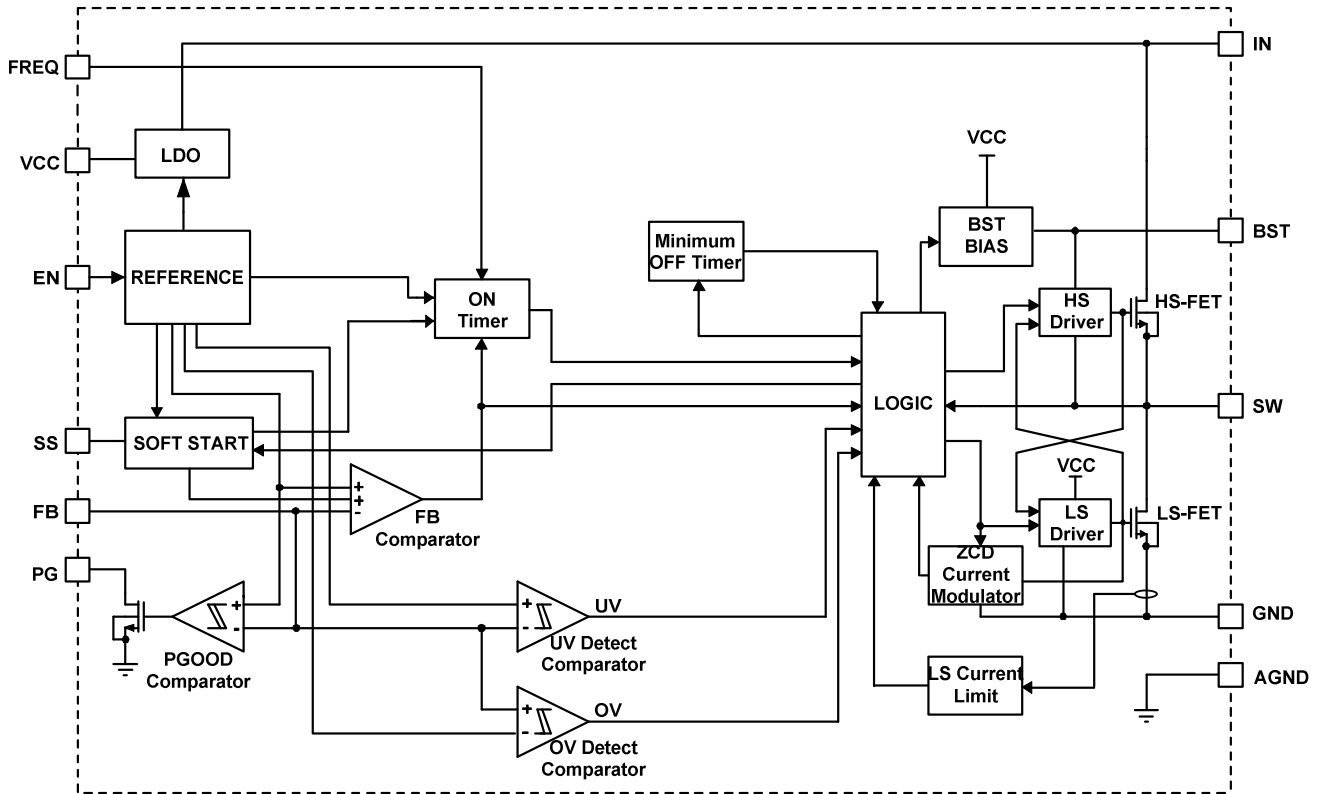 IN
FREQ
VCC
LDO
VCC
BST
BIAS
BST
Minimum
OFF Timer
EN
REFERENCE
ON
Timer
HS
Driver
HS-FET
LOGIC
SW
SS
SOFT START
VCC
+
+
-
FB
Comparator
FB
LS
Driver
LS-FET
ZCD
Current
Modulator
PG
+
-
PGOOD
Comparator
+
-
UV
UV Detect
Comparator
GND
LS Current
Limit
AGND
+
-
OV
OV Detect
Comparator